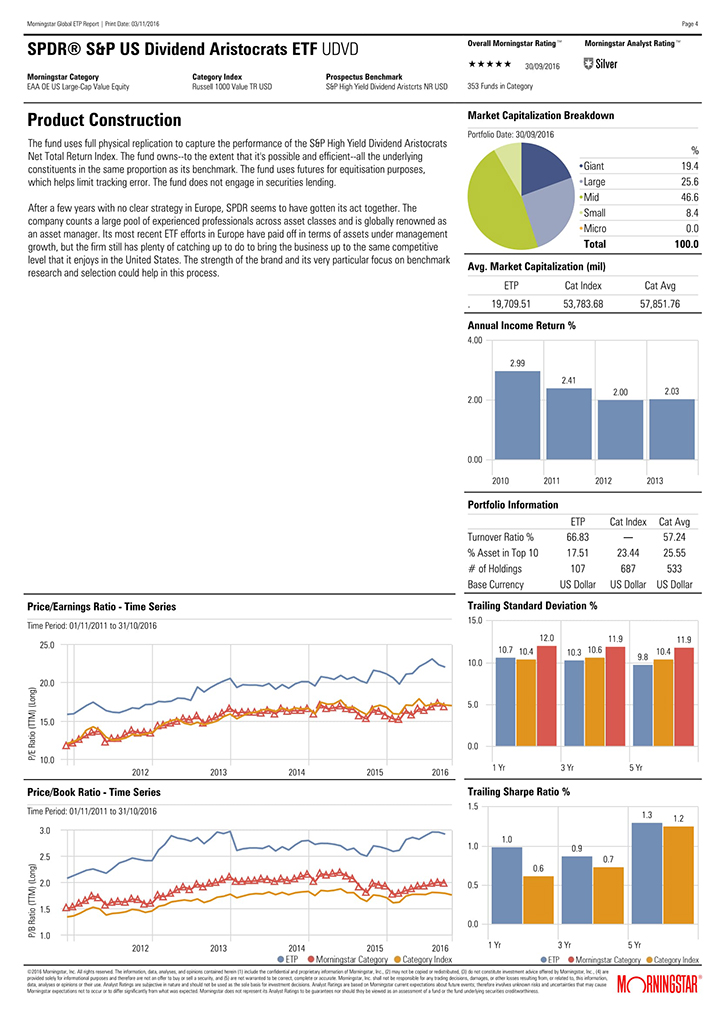 Morningstar Global ETP Report | Print Date: 03/11/2016
Page 4
SPDR® S&P US Dividend Aristocrats ETF UDVD
Overall Morningstar Rating™
Morningstar Analyst Rating™
★★★★★
30/09/2016
Silver
Morningstar Category
Category Index
Prospectus Benchmark
EAA OE US Large-Cap Value Equity
Russell 1000 Value TR USD
S&P High Yield Dividend Aristcrts NR USD
353 Funds in Category
Product Construction
The fund uses full physical replication to capture the performance of the S&P High Yield Dividend Aristocrats
Net Total Return Index. The fund owns--to the extent that it's possible and efficient--all the underlying
constituents in the same proportion as its benchmark. The fund uses futures for equitisation purposes,
which helps limit tracking error. The fund does not engage in securities lending.
After a few years with no clear strategy in Europe, SPDR seems to have gotten its act together. The
company counts a large pool of experienced professionals across asset classes and is globally renowned as
an asset manager. Its most recent ETF efforts in Europe have paid off in terms of assets under management
growth, but the firm still has plenty of catching up to do to bring the business up to the same competitive
level that it enjoys in the United States. The strength of the brand and its very particular focus on benchmark
research and selection could help in this process.
Market Capitalization Breakdown
Portfolio Date: 30/09/2016
%
Giant 19.4
Large 25.6
Mid 46.6
Small 8.4
Micro 0.0
Total 100.0
Avg. Market Capitalization (mil)
ETP Cat Index Cat Avg
. 19,709.51 53,783.68 57,851.76
Annual Income Return %
4.00
2.99
2.41
2.00
2.03
2.00
0.00
2010 2011 2012 2013
Portfolio Information
ETP Cat Index Cat Avg
Turnover Ratio % 66.83 — 57.24
% Asset in Top 10 17.51 23.44 25.55
# of Holdings 107 687 533
Base Currency US Dollar US Dollar US Dollar
Price/Earnings Ratio - Time Series
Time Period: 01/11/2011 to 31/10/2016
25.0
20.0
15.0
10.0
P/E Ratio (TTM) (Long)
2012 2013 2014 2015 2016
Trailing Standard Deviation %
15.0
10.7 10.4 12.0 10.3 10.6 11.9 9.8 10.4 11.9
10.0
5.0
0.0
1 Yr 3 Yr 5 Yr
Price/Book Ratio - Time Series
Time Period: 01/11/2011 to 31/10/2016
3.0
2.5
2.0
1.5
1.0
P/B Ratio (TTM) (Long)
2012 2013 2014 2015 2016
ETP Morningstar Category Category Index
Trailing Sharpe Ratio %
1.5
1.0 0.6 0.9 0.7 1.3 1.2
1.0
0.5
0.0
1 Yr 3 Yr 5 Yr
ETP Morningstar Category Category Index
©2016 Morningstar, Inc. All rights reserved. The information, data, analyses, and opinions contained herein (1) include the confidential and proprietary information of Morningstar, Inc., (2) may not be copied or redistributed, (3) do not constitute investment advice offered by Morningstar, Inc., (4) are
provided solely for informational purposes and therefore are not an offer to buy or sell a security, and (5) are not warranted to be correct, complete or accurate. Morningstar, Inc. shall not be responsible for any trading decisions, damages, or other losses resulting from, or related to, this information,
data, analyses or opinions or their use. Analyst Ratings are subjective in nature and should not be used as the sole basis for investment decisions. Analyst Ratings are based on Morningstar current expectations about future events; therefore involves unknown risks and uncertainties that may cause
Morningstar expectations not to occur or to differ significantly from what was expected. Morningstar does not represent its Analyst Ratings to be guarantees nor should they be viewed as an assessment of a fund or the fund underlying securities creditworthiness.
MORNINGSTAR®